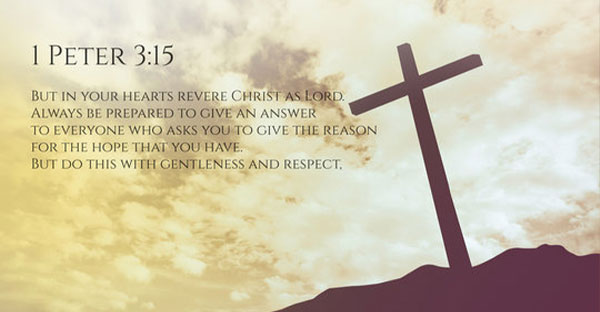 1 Peter 3:15
But in your hearts revere Christ as Lord.
Always be prepared to give an answer
to everyone who asks you to give the reason
for the hope that you have.
But do this with gentleness and respect,